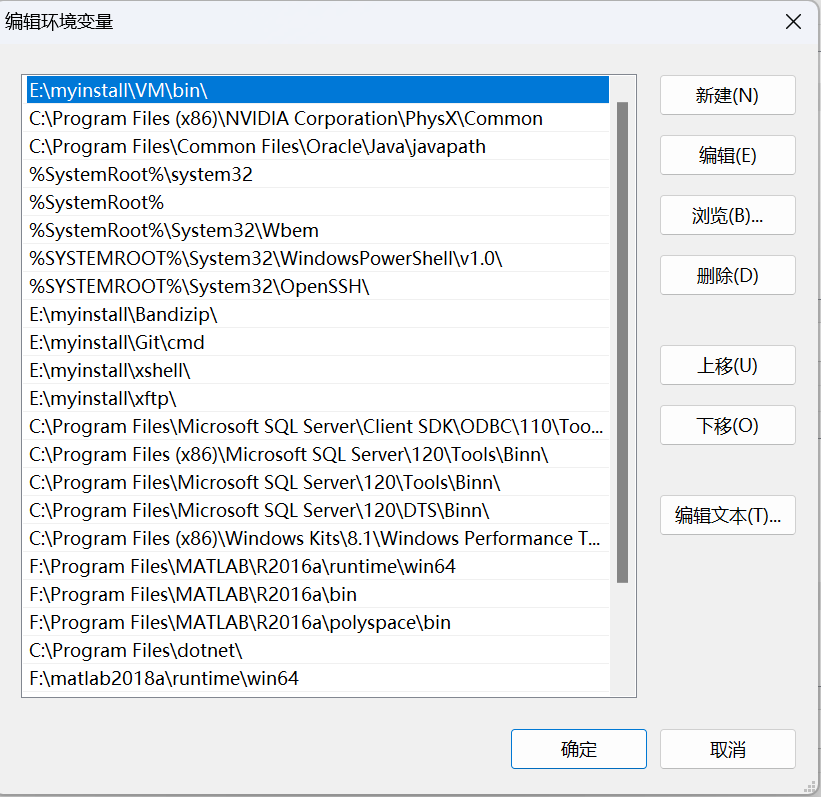 编辑环境变量
E:\myinstall\VM\bin\
C:\Program Files (x86)\NVIDIA Corporation\PhysX\Common
C:\Program Files\Common Files\Oracle\Java\javapath
%SystemRoot%\system32
%SystemRoot%
%SystemRoot%\System32\Wbem
%SYSTEMROOT%\System32\WindowsPowerShell\v1.0\
%SYSTEMROOT%\System32\OpenSSH\
E:\myinstall\Bandizip\
E:\myinstall\Git\cmd
E:\myinstall\xshell\
E:\myinstall\xftp\
C:\Program Files\Microsoft SQL Server\Client SDK\ODBC\110\Too...
C:\Program Files (x86)\Microsoft SQL Server\120\Tools\Binn\
C:\Program Files\Microsoft SQL Server\120\Tools\Binn\
C:\Program Files\Microsoft SQL Server\120\DTS\Binn\
C:\Program Files (x86)\Windows Kits\8.1\Windows Performance T...
F:\Program Files\MATLAB\R2016a\runtime\win64
F:\Program Files\MATLAB\R2016a\bin
F:\Program Files\MATLAB\R2016a\polyspace\bin
C:\Program Files\dotnet\
F:\matlab2018a\runtime\win64
新建(N)
编辑(E)
浏览(B)...
删除(D)
上移(U)
下移(O)
编辑文本(T)...
确定
取消